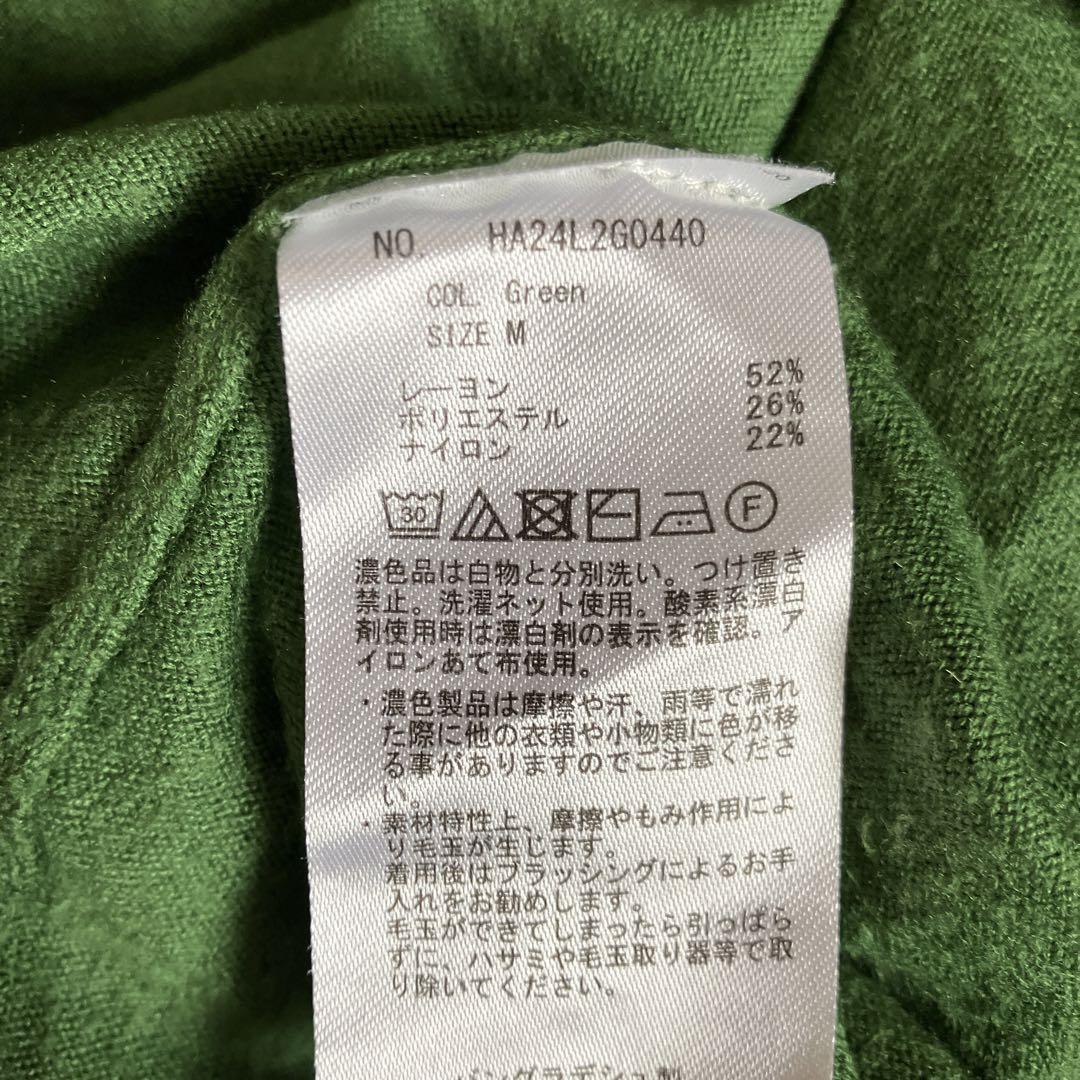 NO. HA24L2G0440
COL. Green
SIZE M
レーヨン 52%
ポリエステル 26%
ナイロン 22%
30 F
濃色品は白物と分別洗い。つけ置き
禁止。洗濯ネット使用。酸素系漂白
剤使用時は漂白剤の表示を確認。ア
イロンあて布使用。
・濃色製品は摩擦や汗、雨等で濡れ
た際に他の衣類や小物類に色が移
る事がありますのでご注意くださ
い。
・素材特性上、摩擦やもみ作用によ
り毛玉が生じます。
着用後はブラッシングによるお手
入れをお勧めします。
毛玉ができてしまったら引っぱら
ずに、ハサミや毛玉取り器等で取
り除いてください。
バングラデシュ製